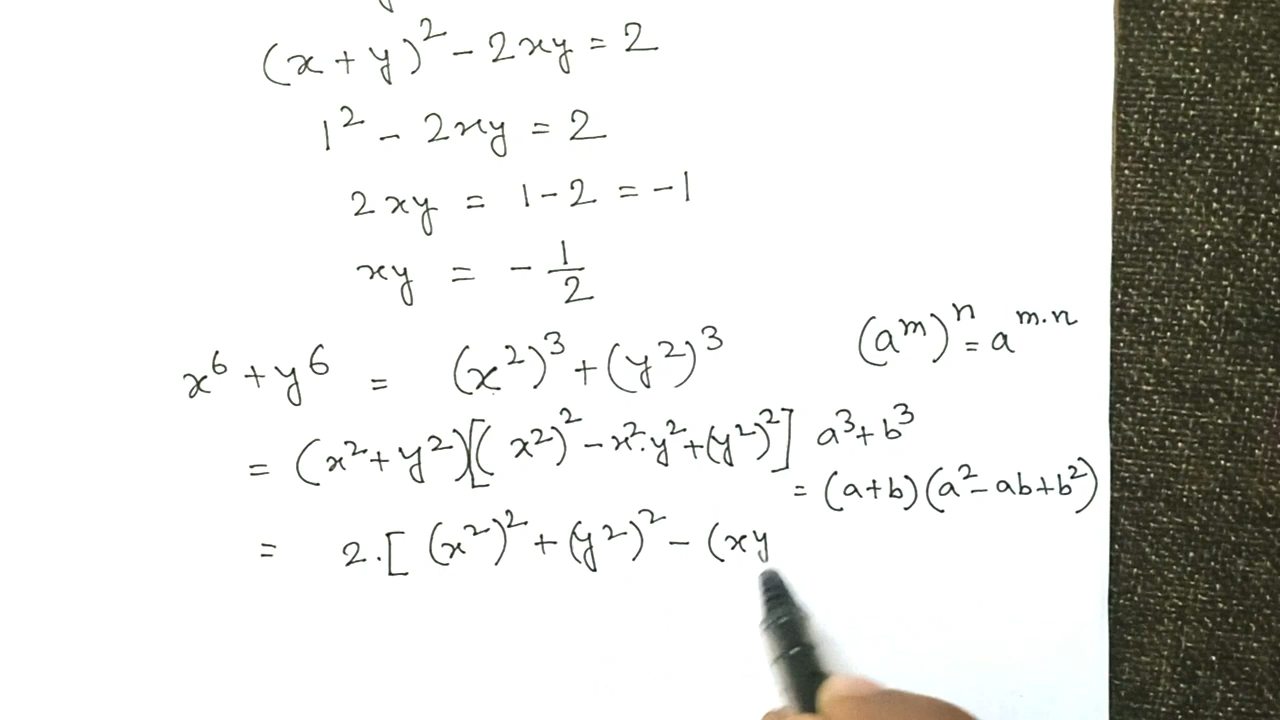 (x + y)² - 2xy = 2
1² - 2xy = 2
2xy = 1 - 2 = -1
xy = - 1/2
x⁶ + y⁶ = (x²)³ + (y²)³
(aᵐ)ⁿ = a^m.n
= (x² + y²)[(x²)² - x².y² + (y²)²]
a³ + b³
= (a+b)(a² - ab + b²)
= 2.[(x²)² + (y²)² - (xy